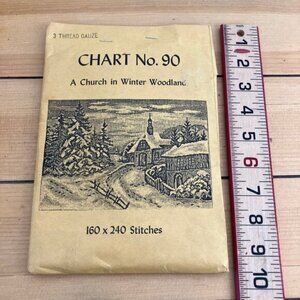 3 THREAD GAUZE
CHART No. 90
A Church in Winter Woodland
160 x 240 Stitches
1
2
3
4
5
6
7
8
9
10